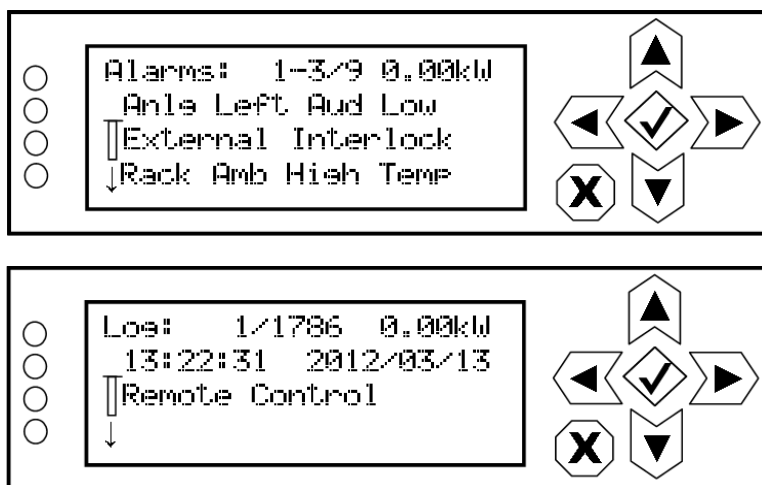 Alarms: 1-3/9 0.00kW
Anlg Left Aud Low
External Interlock
↓Rack Amb High Temp
Log: 1/1786 0.00kW
13:22:31 2012/03/13
Remote Control
↓